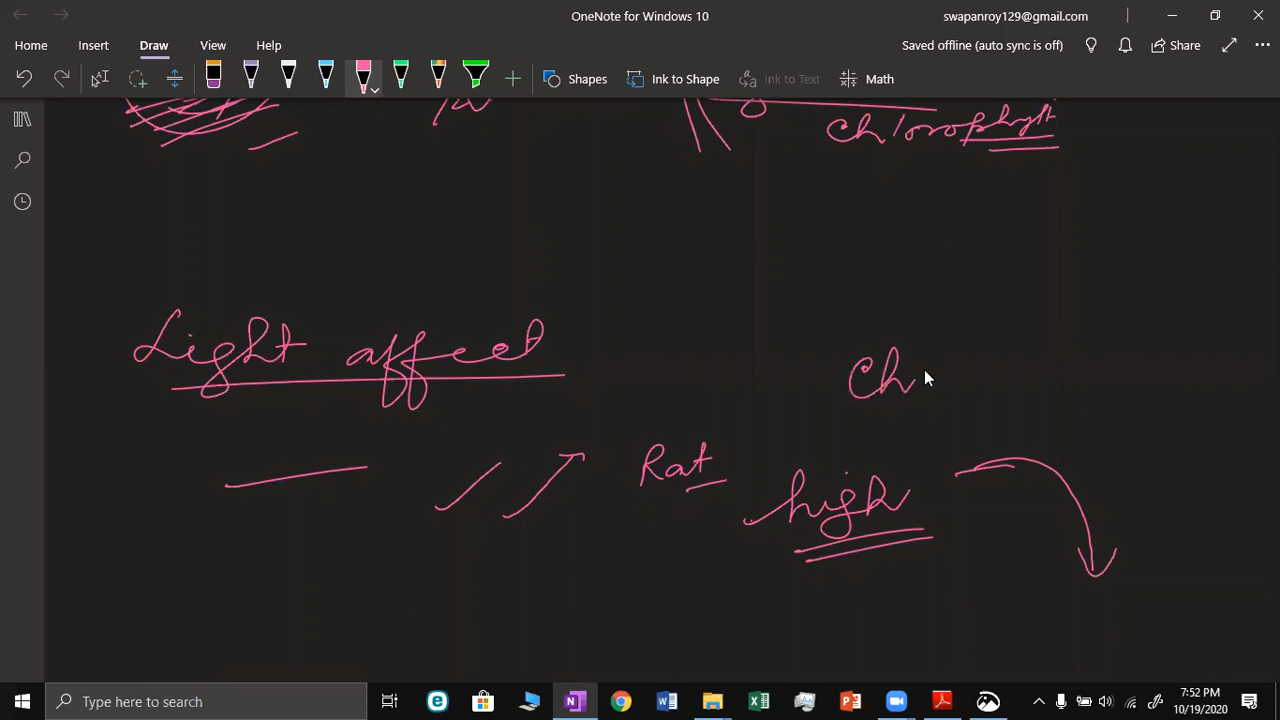 OneNote for Windows 10
swapanroy129@gmail.com
Home Insert Draw View Help
Saved offline (auto sync is off) Share
Shapes Ink to Shape Ink to Text Math
Chlorophyll
Light affect
Ch
Rat
high
Type here to search
7:52 PM
10/19/2020